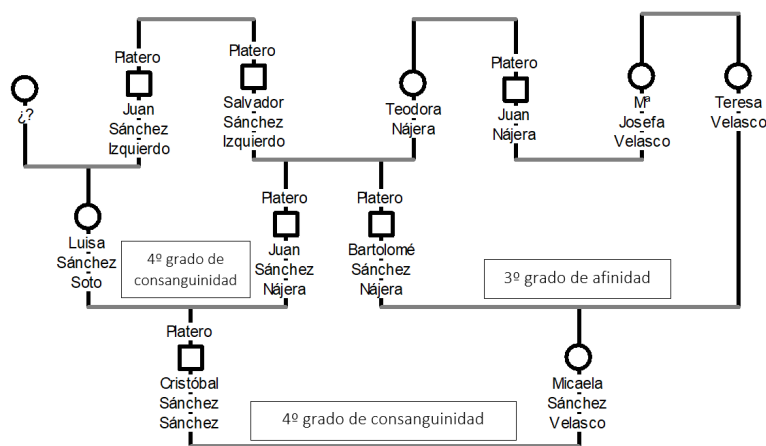 ¿?
Platero
Juan
Sánchez
Izquierdo
Platero
Salvador
Sánchez
Izquierdo
Teodora
Nájera
Platero
Juan
Nájera
Mª
Josefa
Velasco
Teresa
Velasco
Luisa
Sánchez
Soto
4º grado de
consanguinidad
Platero
Juan
Sánchez
Nájera
Platero
Bartolomé
Sánchez
Nájera
3º grado de afinidad
Platero
Cristóbal
Sánchez
Sánchez
4º grado de consanguinidad
Micaela
Sánchez
Velasco